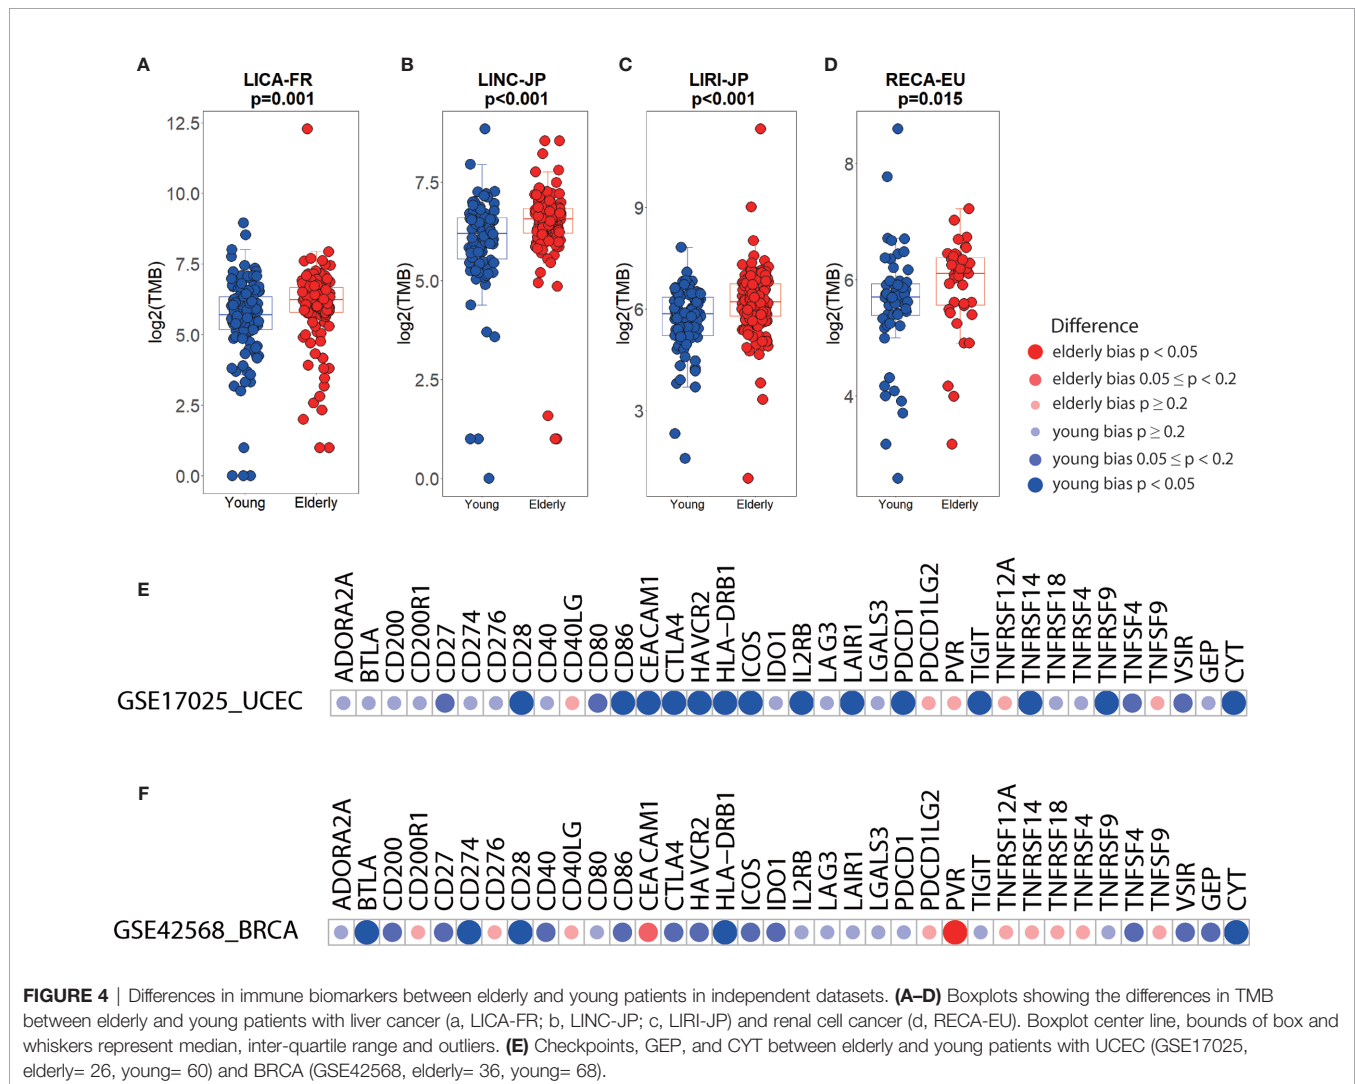 A
LICA-FR
p=0.001
log2(TMB)
12.5
10.0
7.5
5.0
2.5
0.0
Young
Elderly
B
LINC-JP
p<0.001
log2(TMB)
7.5
5.0
2.5
0.0
Young
Elderly
C
LIRI-JP
p<0.001
log2(TMB)
9
6
3
Young
Elderly
D
RECA-EU
p=0.015
log2(TMB)
8
6
4
Young
Elderly
Difference
elderly bias p < 0.05
elderly bias 0.05 ≤ p < 0.2
elderly bias p ≥ 0.2
young bias p ≥ 0.2
young bias 0.05 ≤ p < 0.2
young bias p < 0.05
E
ADORA2A
BTLA
CD200
CD200R1
CD27
CD274
CD276
CD28
CD40
CD40LG
CD80
CD86
CEACAM1
CTLA4
HAVCR2
HLA−DRB1
ICOS
IDO1
IL2RB
LAG3
LAIR1
LGALS3
PDCD1
PDCD1LG2
PVR
TIGIT
TNFRSF12A
TNFRSF14
TNFRSF18
TNFRSF4
TNFRSF9
TNFSF4
TNFSF9
VSIR
GEP
CYT
GSE17025_UCEC
F
ADORA2A
BTLA
CD200
CD200R1
CD27
CD274
CD276
CD28
CD40
CD40LG
CD80
CD86
CEACAM1
CTLA4
HAVCR2
HLA−DRB1
ICOS
IDO1
IL2RB
LAG3
LAIR1
LGALS3
PDCD1
PDCD1LG2
PVR
TIGIT
TNFRSF12A
TNFRSF14
TNFRSF18
TNFRSF4
TNFRSF9
TNFSF4
TNFSF9
VSIR
GEP
CYT
GSE42568_BRCA
FIGURE 4 | Differences in immune biomarkers between elderly and young patients in independent datasets. (A–D) Boxplots showing the differences in TMB
between elderly and young patients with liver cancer (a, LICA-FR; b, LINC-JP; c, LIRI-JP) and renal cell cancer (d, RECA-EU). Boxplot center line, bounds of box and
whiskers represent median, inter-quartile range and outliers. (E) Checkpoints, GEP, and CYT between elderly and young patients with UCEC (GSE17025,
elderly= 26, young= 60) and BRCA (GSE42568, elderly= 36, young= 68).